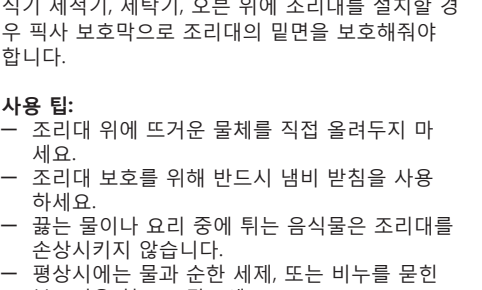 식기 세척기, 세탁기, 오븐 위에 조리대를 설치할 경
우 픽사 보호막으로 조리대의 밑면을 보호해줘야
합니다.
사용 팁:
— 조리대 위에 뜨거운 물체를 직접 올려두지 마
세요.
— 조리대 보호를 위해 반드시 냄비 받침을 사용
하세요.
— 끓는 물이나 요리 중에 튀는 음식물은 조리대를
손상시키지 않습니다.
— 평상시에는 물과 순한 세제, 또는 비누를 묻힌